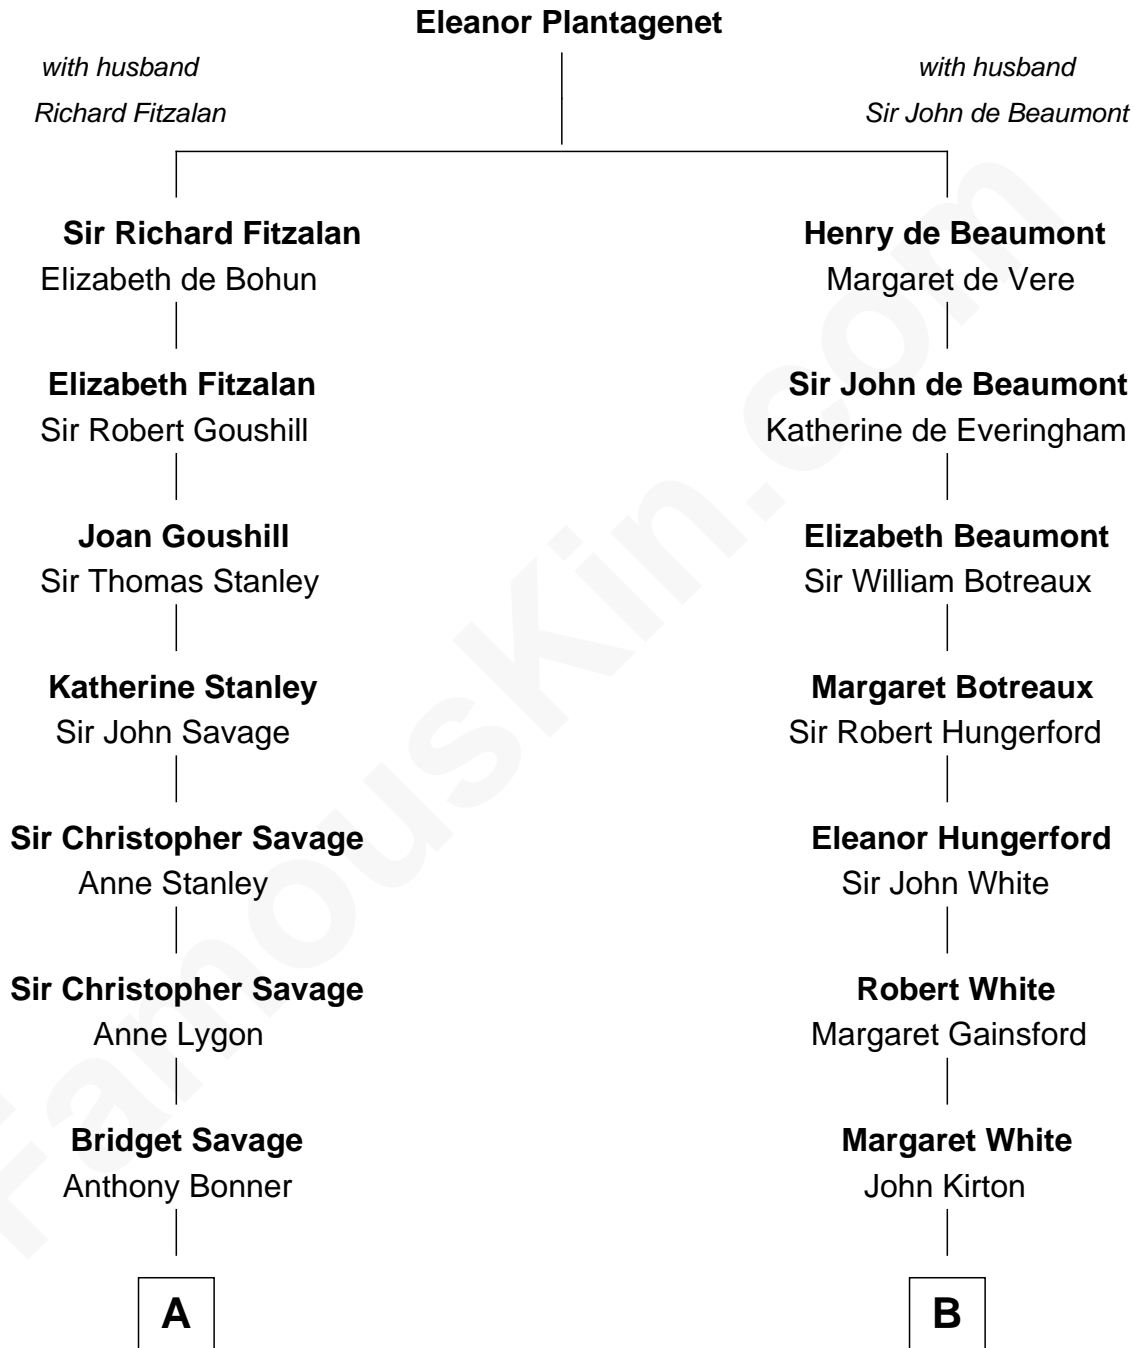 Eleanor Plantagenet
with husband
Richard Fitzalan
with husband
Sir John de Beaumont
Sir Richard Fitzalan
Elizabeth de Bohun
Henry de Beaumont
Margaret de Vere
Elizabeth Fitzalan
Sir Robert Goushill
Sir John de Beaumont
Katherine de Everingham
Joan Goushill
Sir Thomas Stanley
Elizabeth Beaumont
Sir William Botreaux
Katherine Stanley
Sir John Savage
Margaret Botreaux
Sir Robert Hungerford
Sir Christopher Savage
Anne Stanley
Eleanor Hungerford
Sir John White
Sir Christopher Savage
Anne Lygon
Robert White
Margaret Gainsford
Bridget Savage
Anthony Bonner
Margaret White
John Kirton
A
B
FamousKin.com